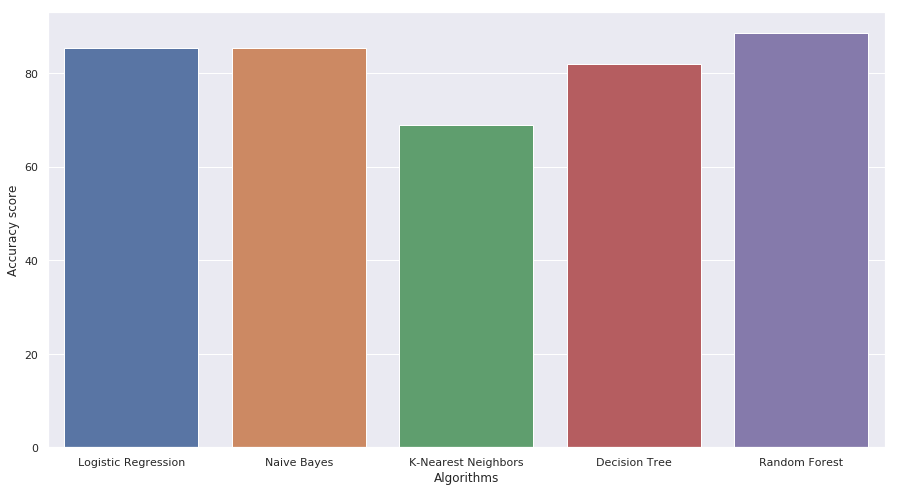 Accuracy score
80
60
40
20
0
Logistic Regression
Naive Bayes
K-Nearest Neighbors
Decision Tree
Random Forest
Algorithms